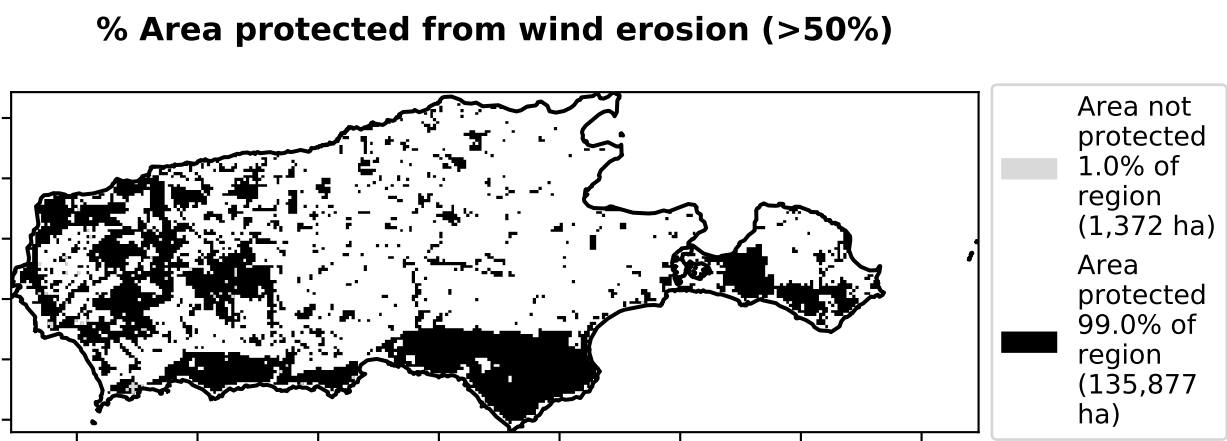 % Area protected from wind erosion (>50%)
Area not
protected
1.0% of
region
(1,372 ha)
Area
protected
99.0% of
region
(135,877
ha)